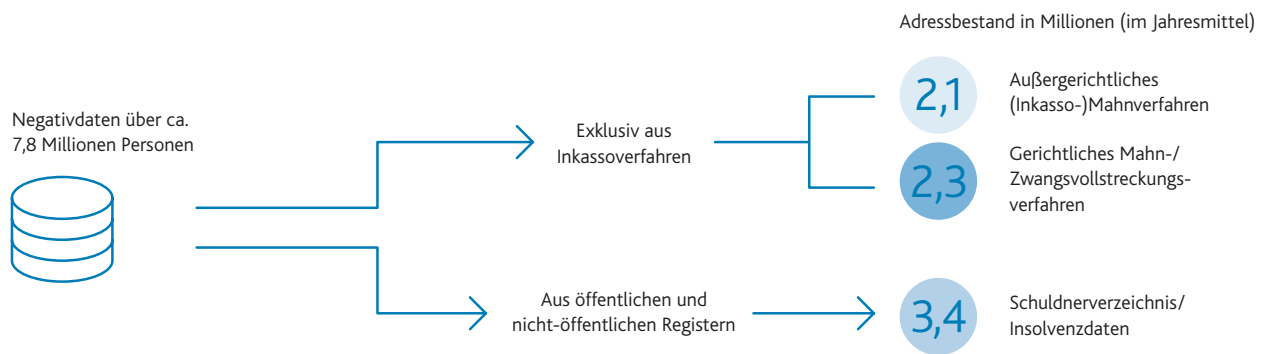 Adressbestand in Millionen (im Jahresmittel)
Negativdaten über ca.
7,8 Millionen Personen
Exklusiv aus
Inkassoverfahren
2,1
Außergerichtliches
(Inkasso-)Mahnverfahren
2,3
Gerichtliches Mahn-/
Zwangsvollstreckungs-
verfahren
Aus öffentlichen und
nicht-öffentlichen Registern
3,4
Schuldnerverzeichnis/
Insolvenzdaten